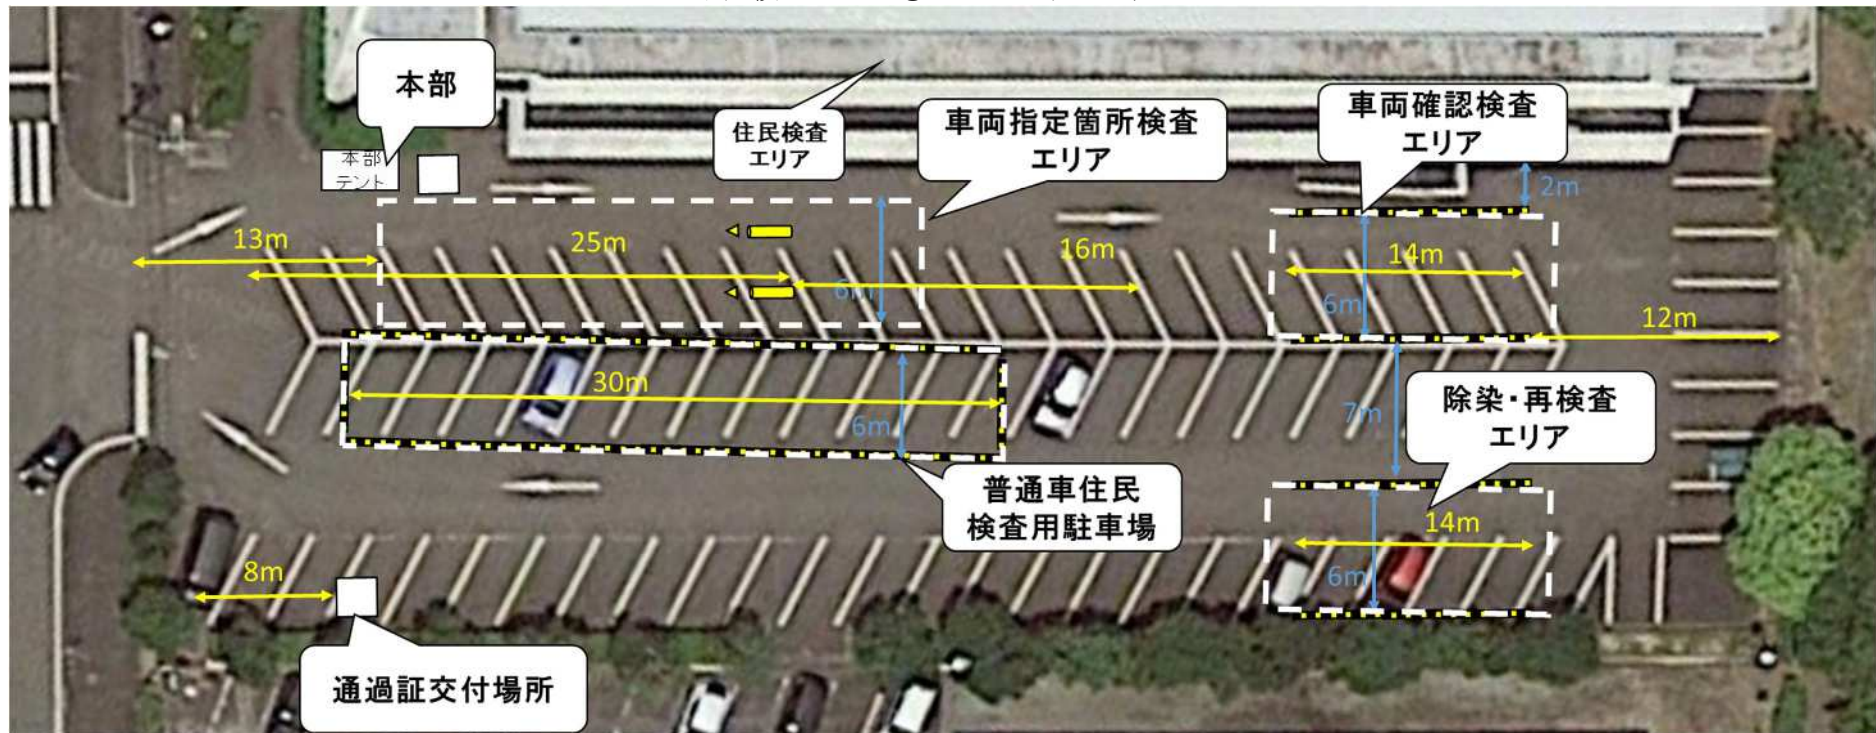 本部
本部
テント
住民検査
エリア
車両指定箇所検査
エリア
車両確認検査
エリア
2m
13m
25m
16m
14m
6m
6m
12m
30m
6m
7m
除染・再検査
エリア
普通車住民
検査用駐車場
14m
6m
8m
通過証交付場所